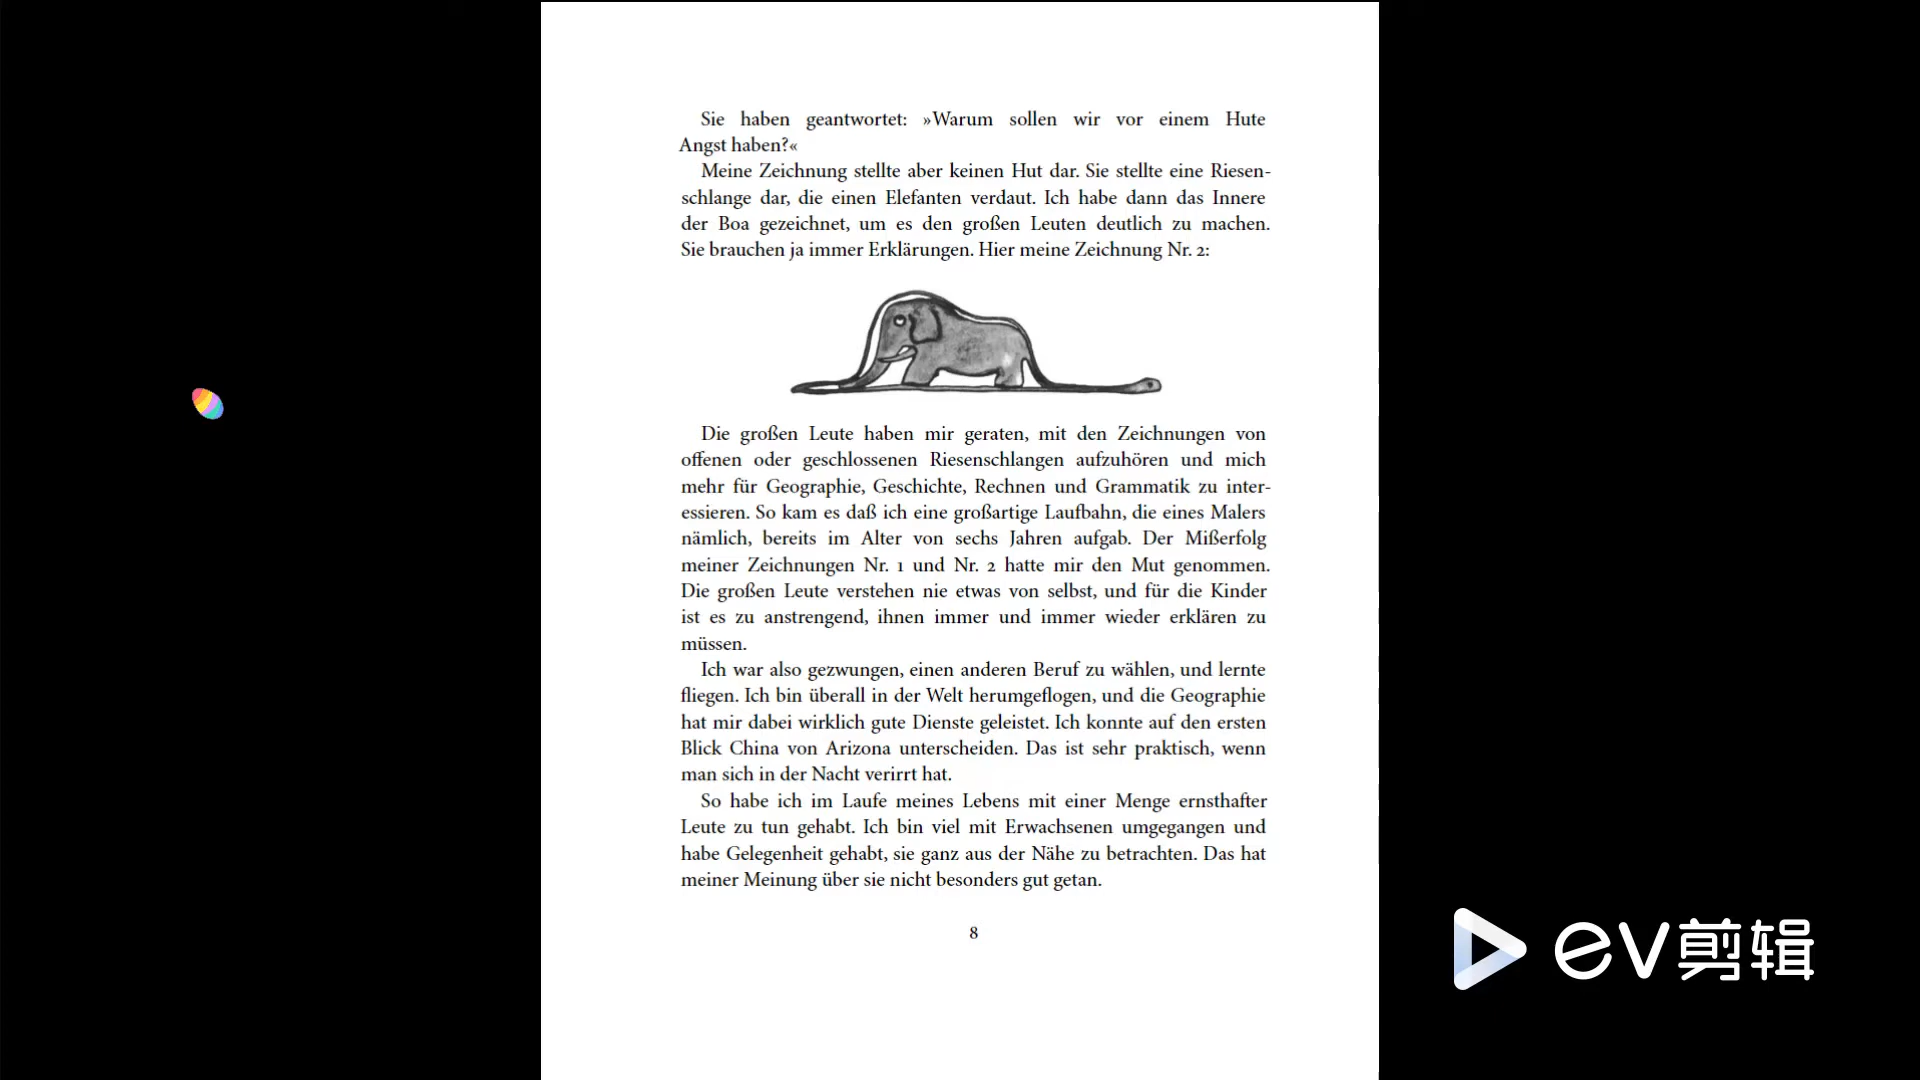 Sie haben geantwortet: »Warum sollen wir vor einem Hute
Angst haben?«
Meine Zeichnung stellte aber keinen Hut dar. Sie stellte eine Riesen-
schlange dar, die einen Elefanten verdaut. Ich habe dann das Innere
der Boa gezeichnet, um es den großen Leuten deutlich zu machen.
Sie brauchen ja immer Erklärungen. Hier meine Zeichnung Nr. 2:
Die großen Leute haben mir geraten, mit den Zeichnungen von
offenen oder geschlossenen Riesenschlangen aufzuhören und mich
mehr für Geographie, Geschichte, Rechnen und Grammatik zu inter-
essieren. So kam es daß ich eine großartige Laufbahn, die eines Malers
nämlich, bereits im Alter von sechs Jahren aufgab. Der Mißerfolg
meiner Zeichnungen Nr. 1 und Nr. 2 hatte mir den Mut genommen.
Die großen Leute verstehen nie etwas von selbst, und für die Kinder
ist es zu anstrengend, ihnen immer und immer wieder erklären zu
müssen.
Ich war also gezwungen, einen anderen Beruf zu wählen, und lernte
fliegen. Ich bin überall in der Welt herumgeflogen, und die Geographie
hat mir dabei wirklich gute Dienste geleistet. Ich konnte auf den ersten
Blick China von Arizona unterscheiden. Das ist sehr praktisch, wenn
man sich in der Nacht verirrt hat.
So habe ich im Laufe meines Lebens mit einer Menge ernsthafter
Leute zu tun gehabt. Ich bin viel mit Erwachsenen umgegangen und
habe Gelegenheit gehabt, sie ganz aus der Nähe zu betrachten. Das hat
meiner Meinung über sie nicht besonders gut getan.
8
eV剪辑